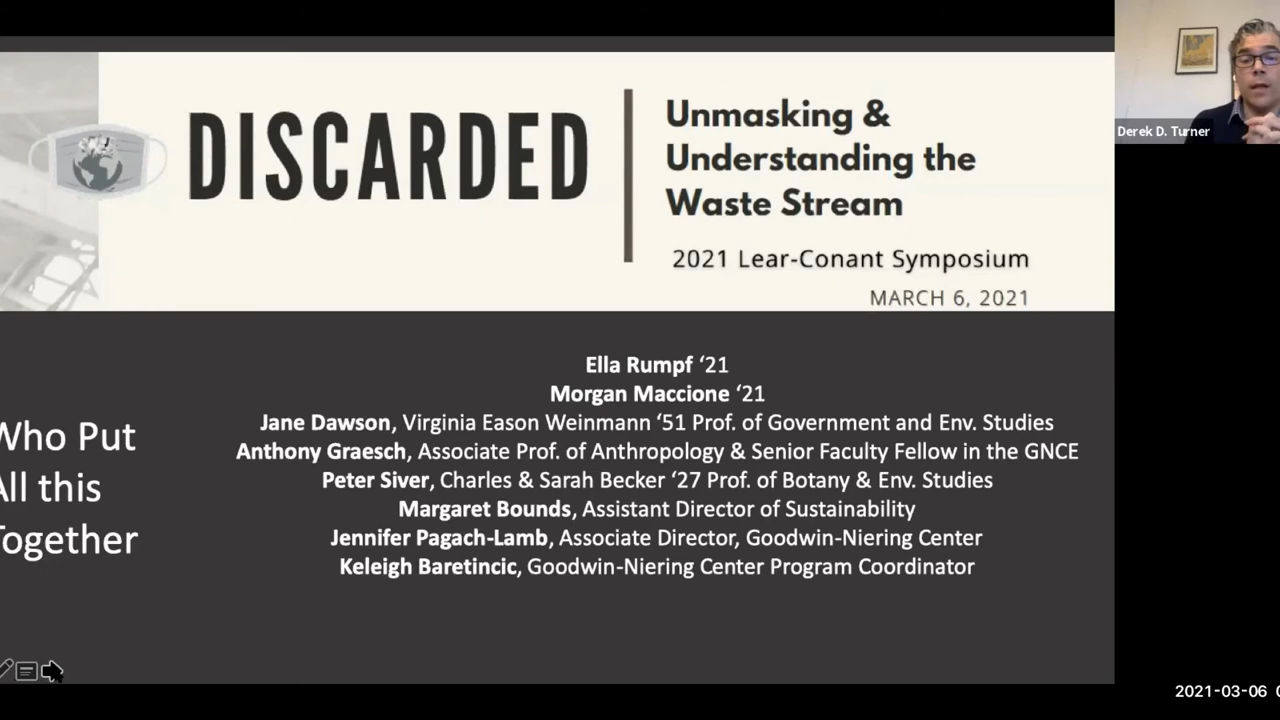 DISCARDED
Unmasking &
Understanding the
Waste Stream
2021 Lear-Conant Symposium
MARCH 6, 2021
Derek D. Turner
Who Put
All this
Together
Ella Rumpf ‘21
Morgan Maccione ‘21
Jane Dawson, Virginia Eason Weinmann ‘51 Prof. of Government and Env. Studies
Anthony Graesch, Associate Prof. of Anthropology & Senior Faculty Fellow in the GNCE
Peter Siver, Charles & Sarah Becker ‘27 Prof. of Botany & Env. Studies
Margaret Bounds, Assistant Director of Sustainability
Jennifer Pagach-Lamb, Associate Director, Goodwin-Niering Center
Keleigh Baretincic, Goodwin-Niering Center Program Coordinator
2021-03-06